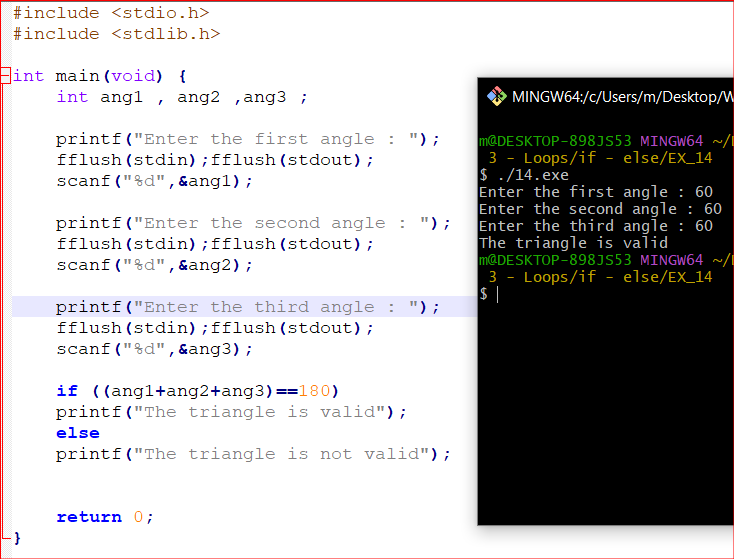 #include <stdio.h>
#include <stdlib.h>
int main(void) {
int ang1 , ang2 ,ang3 ;
printf("Enter the first angle : ");
fflush(stdin);fflush(stdout);
scanf("%d",&ang1);
printf("Enter the second angle : ");
fflush(stdin);fflush(stdout);
scanf("%d",&ang2);
printf("Enter the third angle : ");
fflush(stdin);fflush(stdout);
scanf("%d",&ang3);
if ((ang1+ang2+ang3)==180)
printf("The triangle is valid");
else
printf("The triangle is not valid");
return 0;
}
MINGW64:/c/Users/m/Desktop/
m@DESKTOP-898JS53 MINGW64 ~/
3 - Loops/if - else/EX_14
$ ./14.exe
Enter the first angle : 60
Enter the second angle : 60
Enter the third angle : 60
The triangle is valid
m@DESKTOP-898JS53 MINGW64 ~/
3 - Loops/if - else/EX_14
$